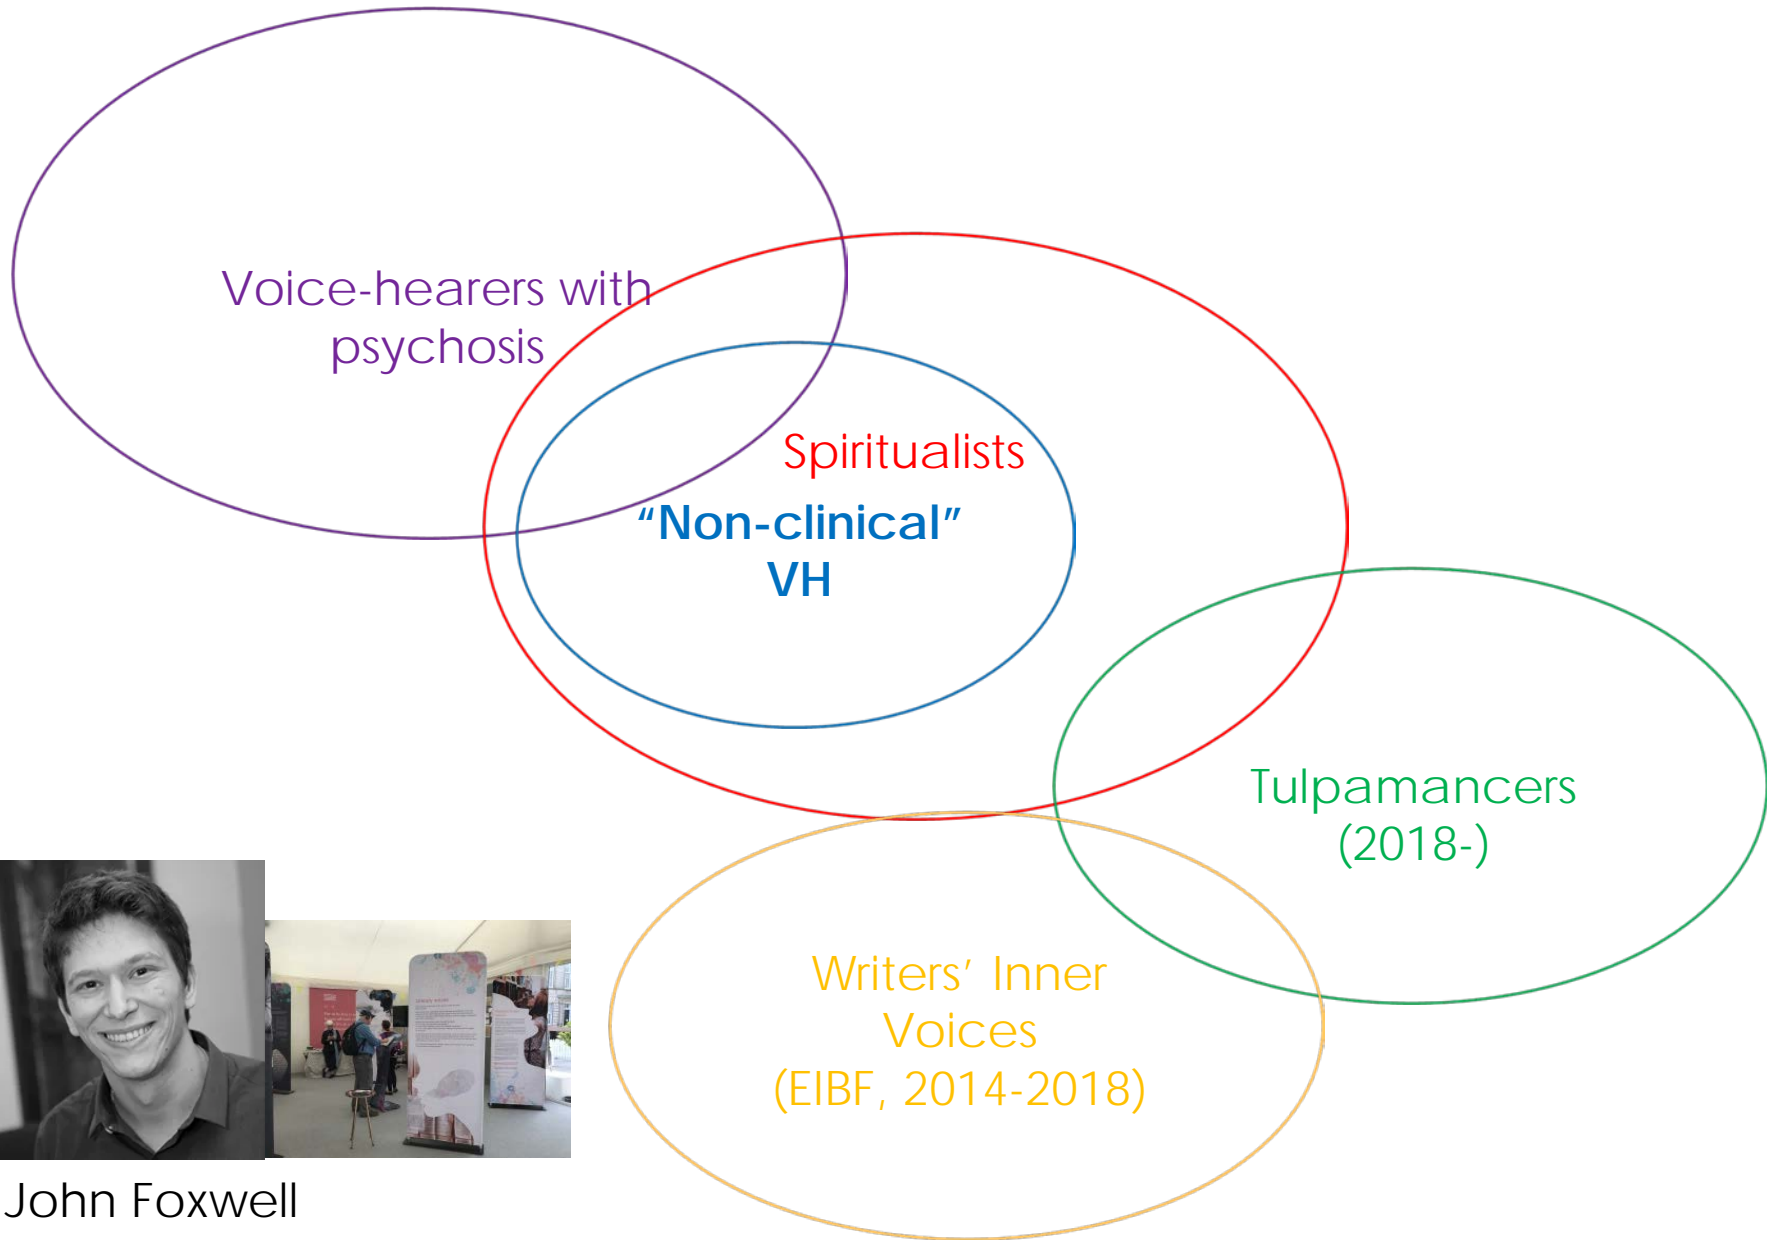 Voice-hearers with
psychosis
Spiritualists
“Non-clinical”
VH
Tulpamancers
(2018-)
Writers’ Inner
Voices
(EIBF, 2014-2018)
John Foxwell